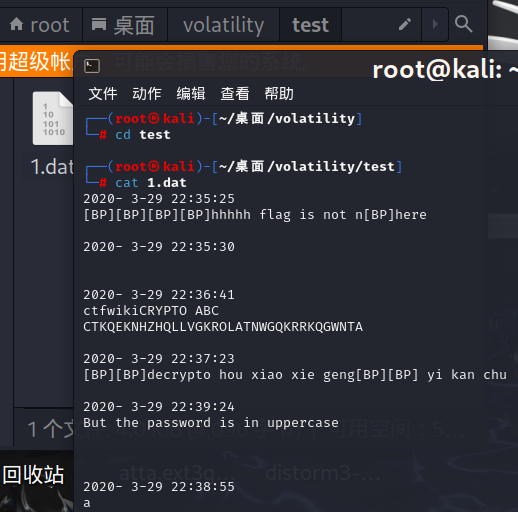 root 桌面 volatility test
用超级帐
root@kali: ~
文件 动作 编辑 查看 帮助
1
10
101
1010
1.dat
┌──(root㉿kali)-[~/桌面/volatility]
└─# cd test
┌──(root㉿kali)-[~/桌面/volatility/test]
└─# cat 1.dat
2020- 3-29 22:35:25
[BP][BP][BP][BP]hhhhh flag is not n[BP]here
2020- 3-29 22:35:30
2020- 3-29 22:36:41
ctfwikiCRYPTO ABC
CTKQEKNHZHQLLVGKROLATNWGQKRRKQGWNTA
2020- 3-29 22:37:23
[BP][BP]decrypto hou xiao xie geng[BP][BP] yi kan chu
2020- 3-29 22:39:24
But the password is in uppercase
1 个文
回收站
atta.ext3g...
distorm3-...
2020- 3-29 22:38:55
a